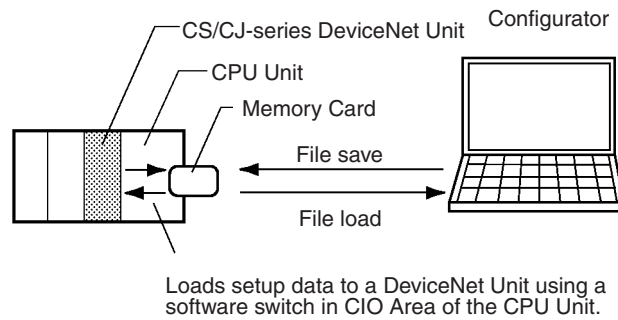 CS/CJ-series DeviceNet Unit
Configurator
CPU Unit
Memory Card
File save
File load
Loads setup data to a DeviceNet Unit using a
software switch in CIO Area of the CPU Unit.